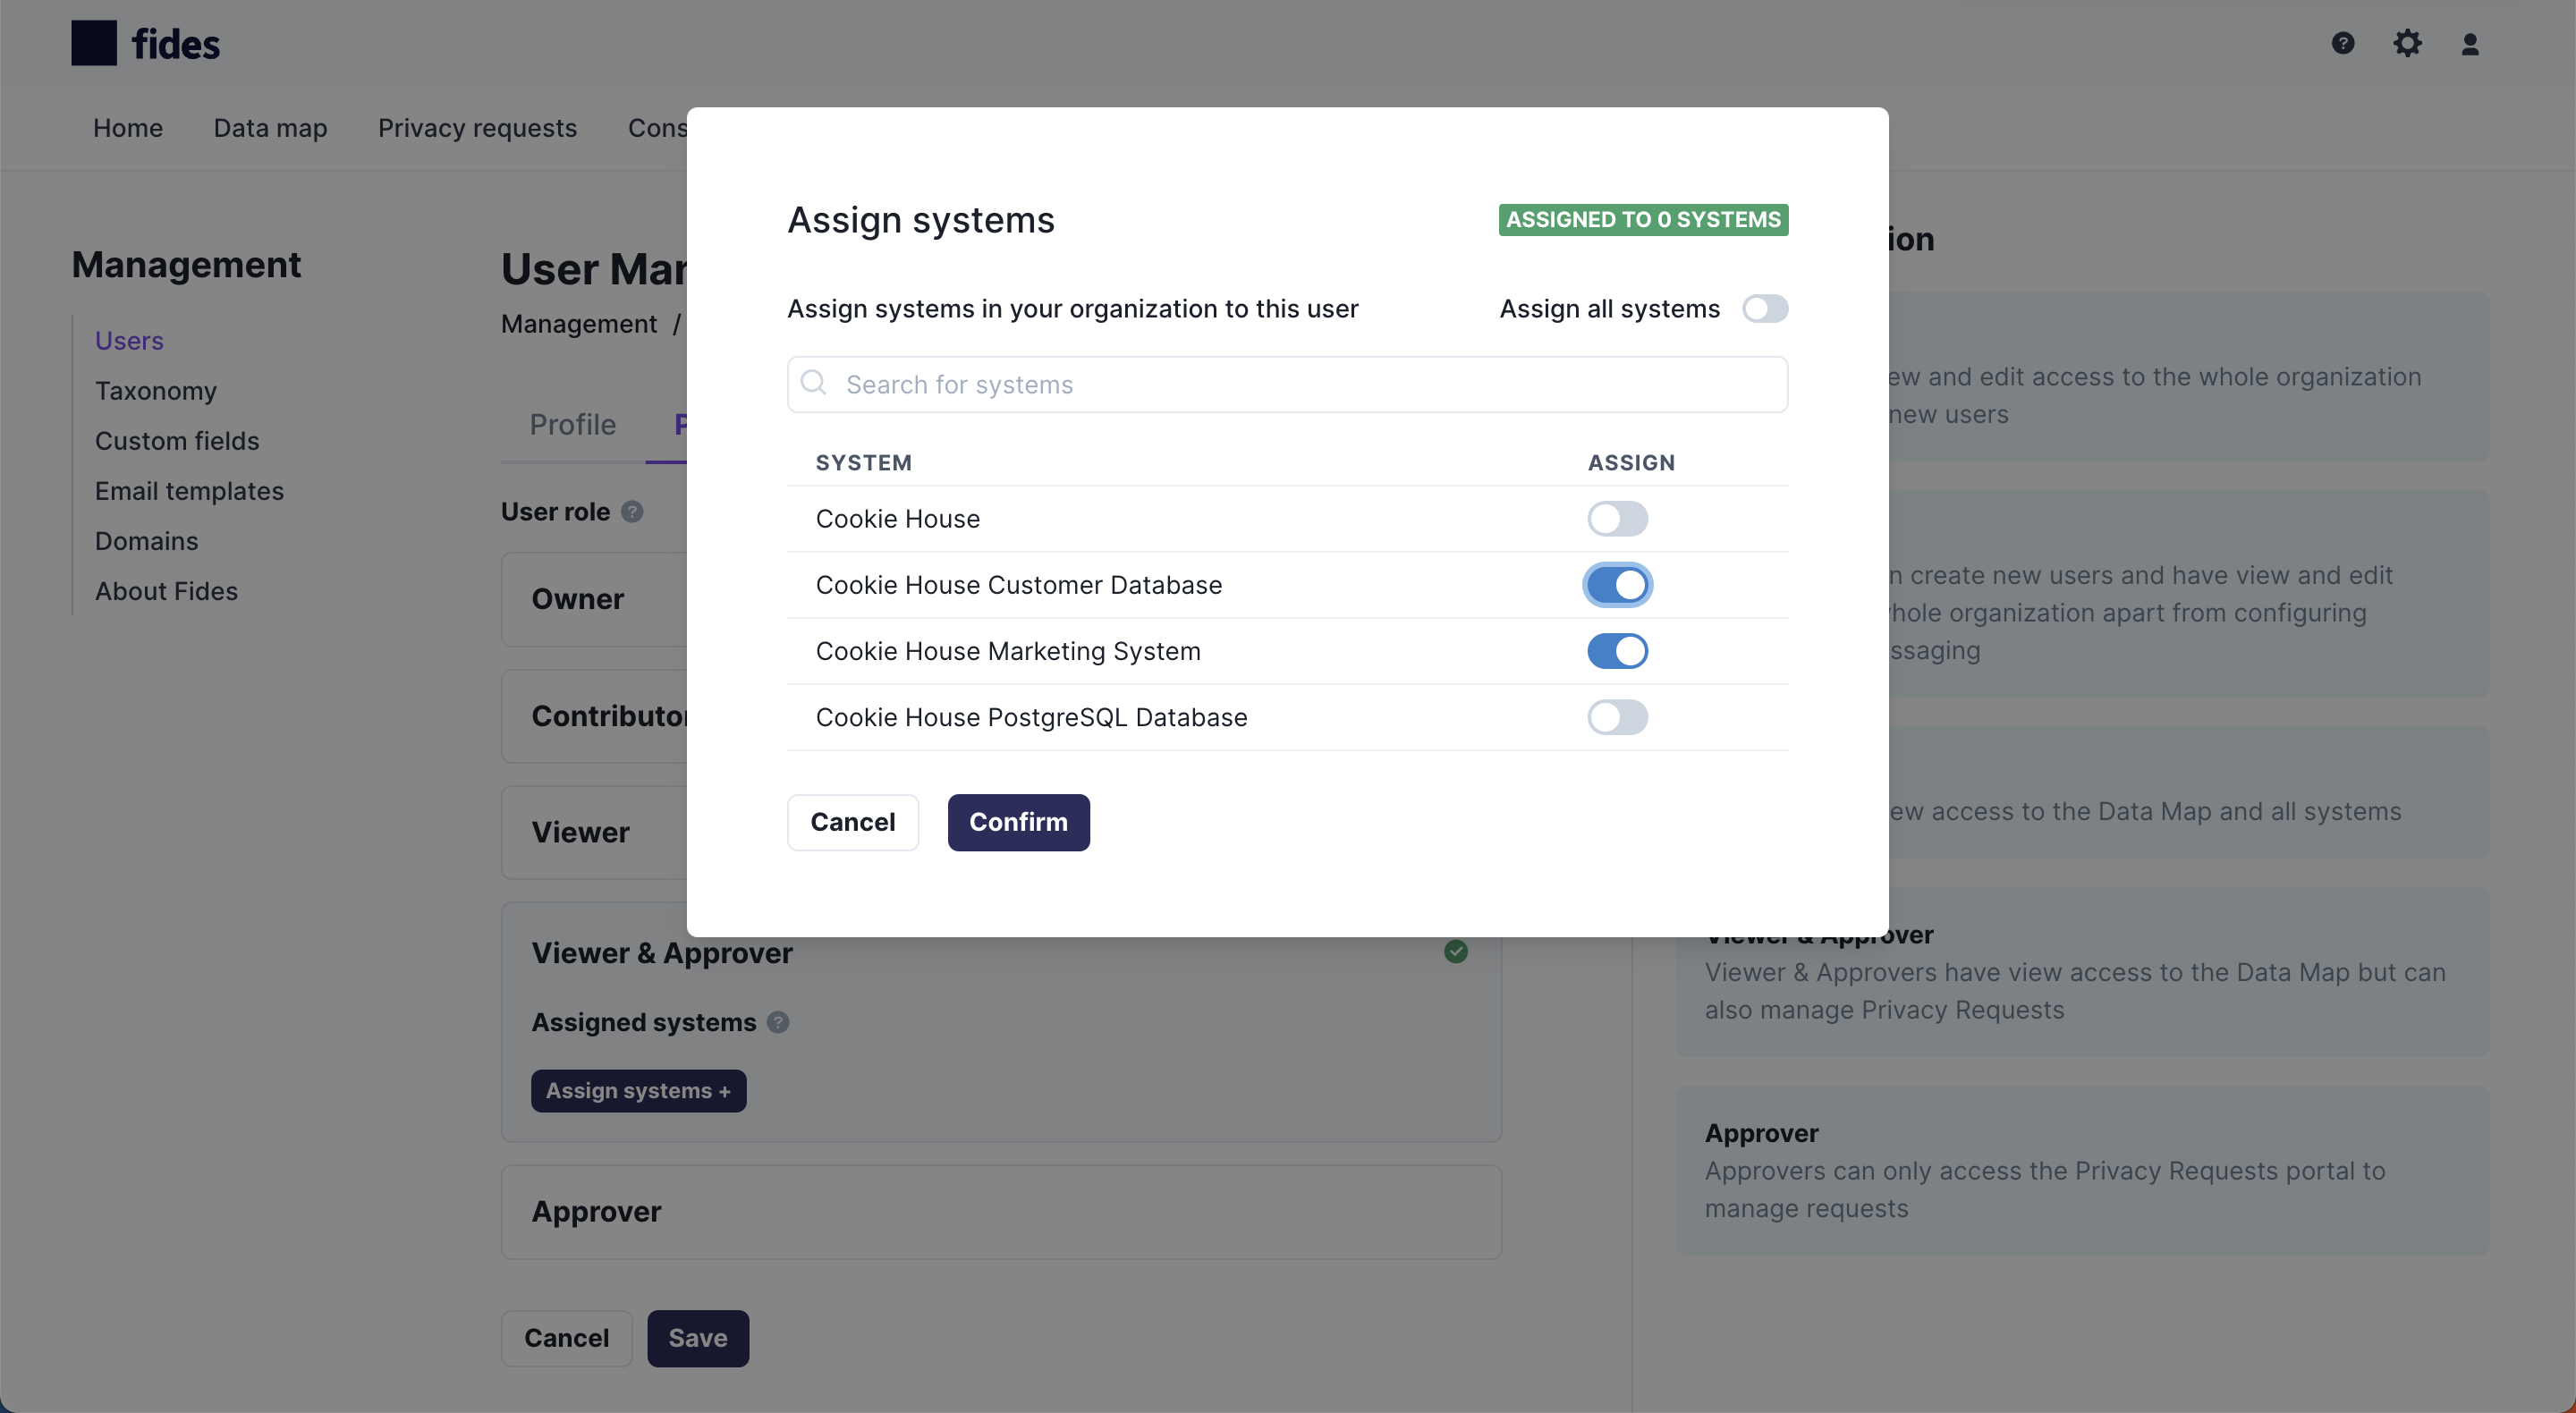 fides
Home Data map Privacy requests Cons
Management
Users
Taxonomy
Custom fields
Email templates
Domains
About Fides
User Man
Management /
Profile P
User role ?
Owner
Contributor
Viewer
Viewer & Approver
Assigned systems ?
Assign systems +
Approver
Cancel Save
Assign systems
ASSIGNED TO 0 SYSTEMS
Assign systems in your organization to this user
Assign all systems
Search for systems
SYSTEM ASSIGN
Cookie House
Cookie House Customer Database
Cookie House Marketing System
Cookie House PostgreSQL Database
Cancel Confirm
ion
ew and edit access to the whole organization
new users
n create new users and have view and edit
whole organization apart from configuring
ssaging
ew access to the Data Map and all systems
Viewer & Approver
Viewer & Approvers have view access to the Data Map but can
also manage Privacy Requests
Approver
Approvers can only access the Privacy Requests portal to
manage requests